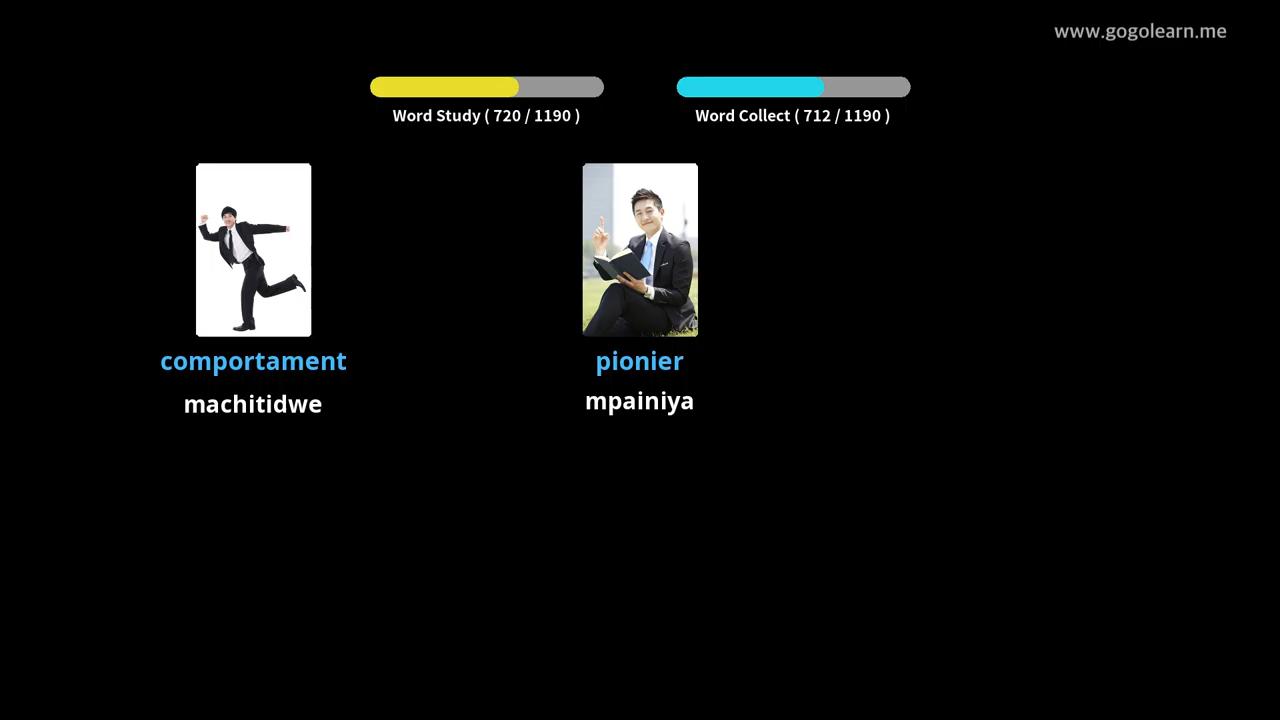 www.gogolearn.me
Word Study ( 720 / 1190 )
Word Collect ( 712 / 1190 )
comportament
pionier
machitidwe
mpainiya